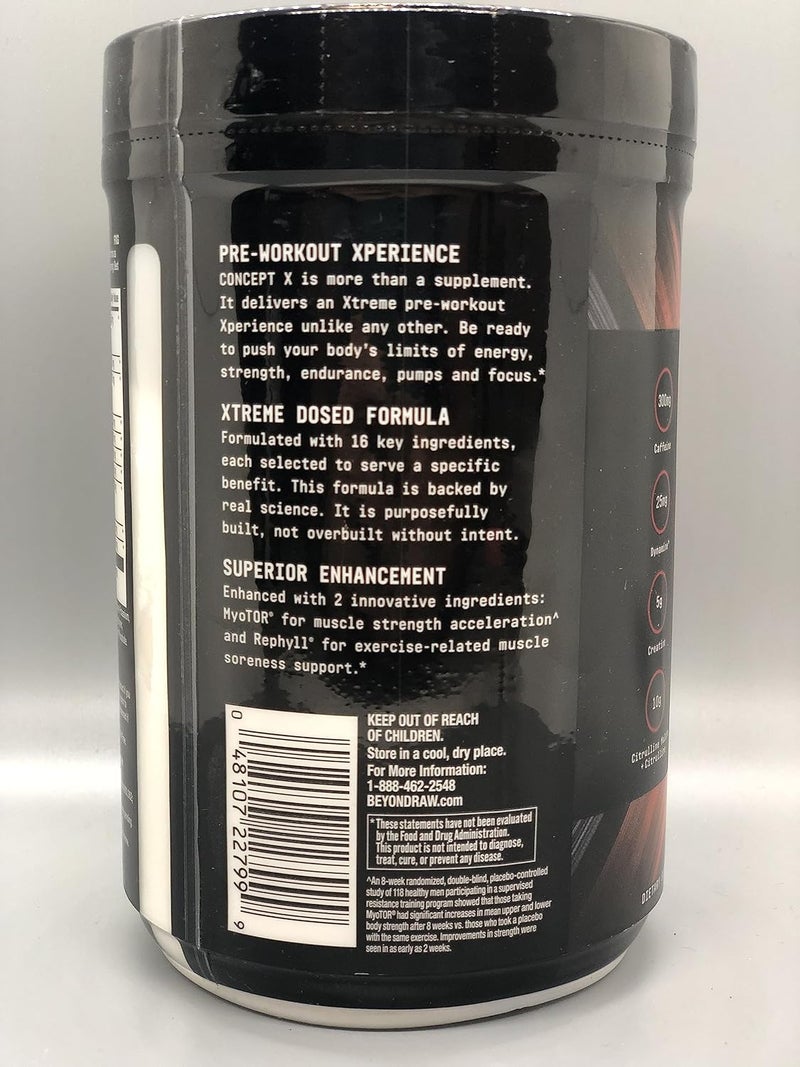 PRE-WORKOUT XPERIENCE
CONCEPT X is more than a supplement.
It delivers an Xtreme pre-workout
Xperience unlike any other. Be ready
to push your body's limits of energy,
strength, endurance, pumps and focus.*
XTREME DOSED FORMULA
Formulated with 16 key ingredients,
each selected to serve a specific
benefit. This formula is backed by
real science. It is purposefully
built, not overbuilt without intent.
SUPERIOR ENHANCEMENT
Enhanced with 2 innovative ingredients:
MyoTOR® for muscle strength acceleration^
and Rephyll® for exercise-related muscle
soreness support.*
0 48107 22799 9
KEEP OUT OF REACH
OF CHILDREN.
Store in a cool, dry place.
For More Information:
1-888-462-2548
BEYONDRAW.com
*These statements have not been evaluated
by the Food and Drug Administration.
This product is not intended to diagnose,
treat, cure, or prevent any disease.
^An 8-week randomized, double-blind, placebo-controlled
study of 118 healthy men participating in a supervised
resistance training program showed that those taking
MyoTOR® had significant increases in mean upper and lower
body strength after 8 weeks vs. those who took a placebo
with the same exercise. Improvements in strength were
seen in as early as 2 weeks.
300mg
Caffeine
25mg
5g
10g
Citrulline